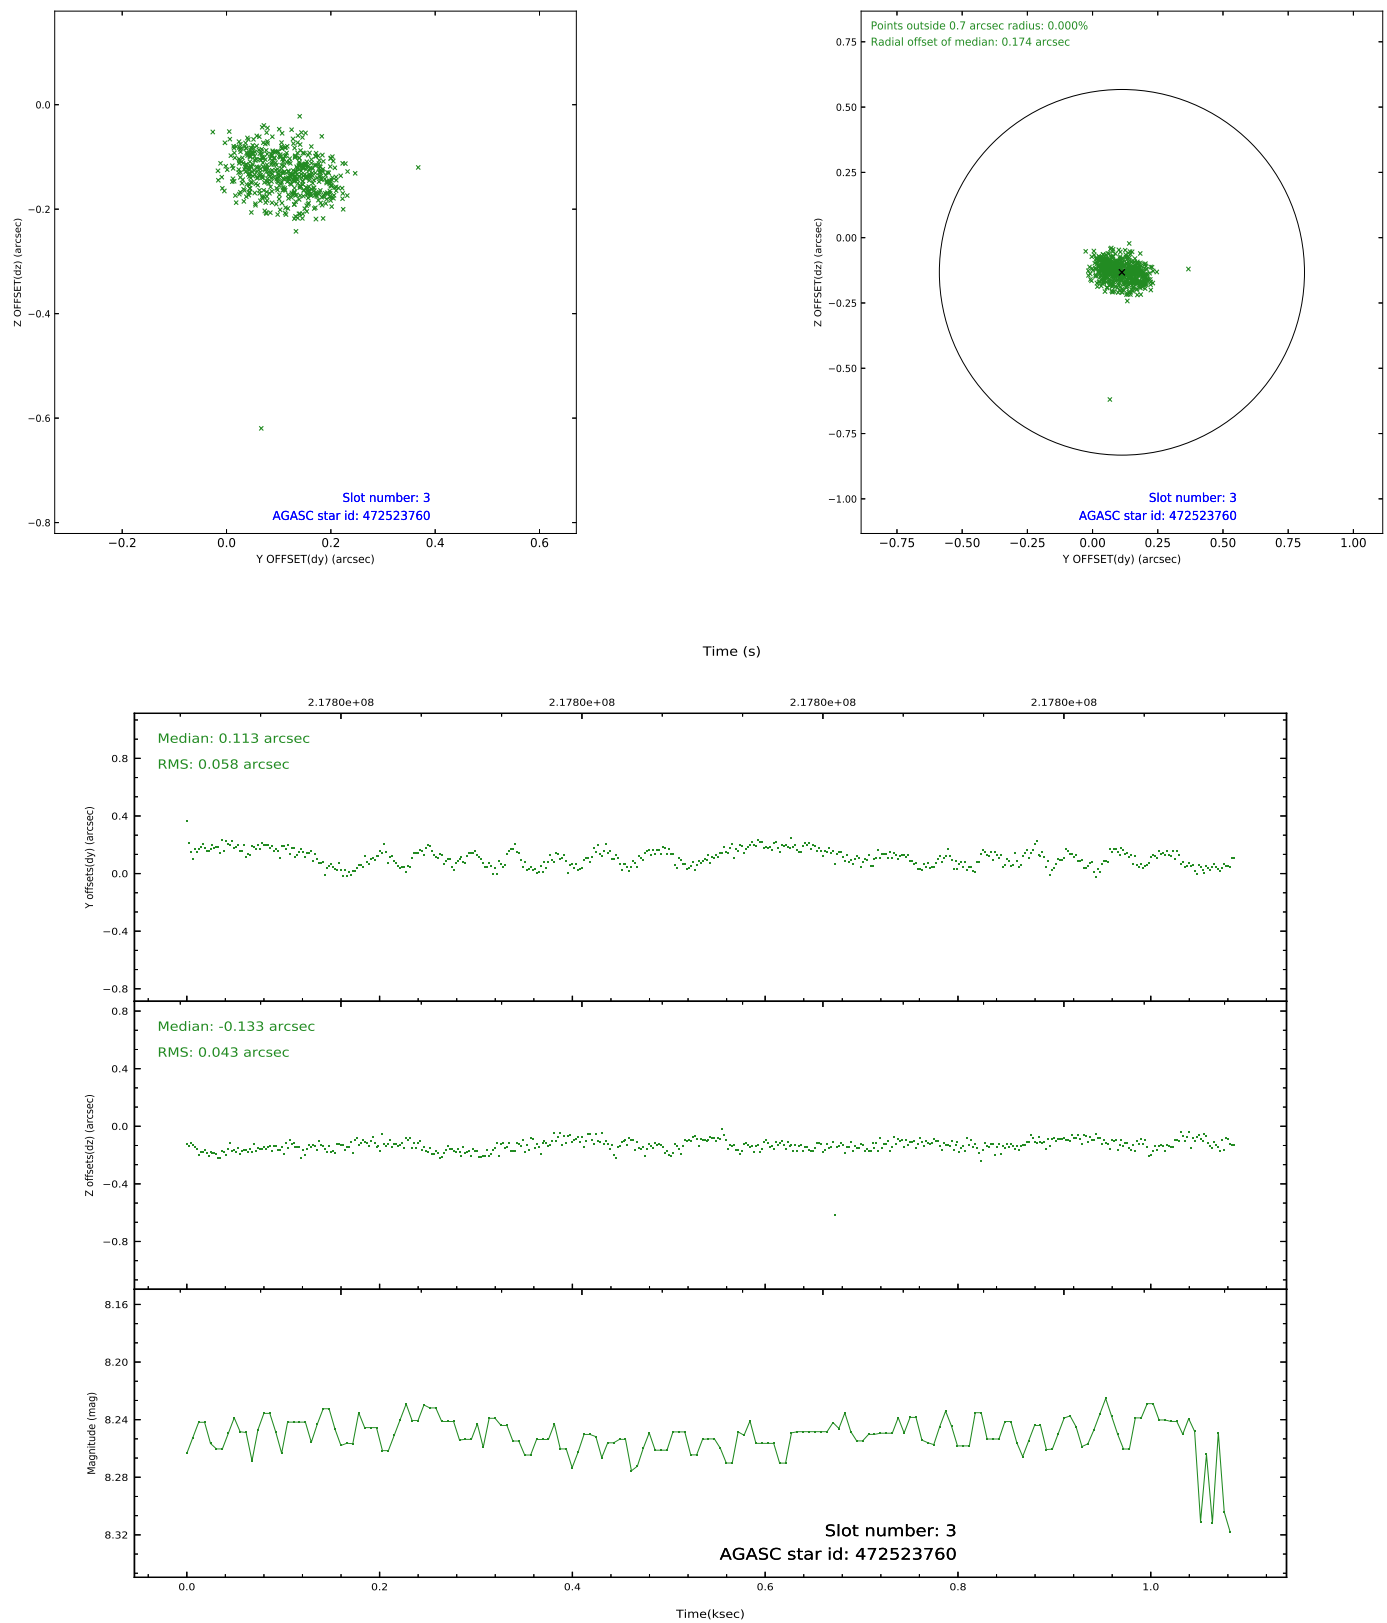 0.0
−0.2
−0.4
−0.6
−0.8
Z OFFSET(dz) (arcsec)
Slot number: 3
AGASC star id: 472523760
−0.2 0.0 0.2 0.4 0.6
Y OFFSET(dy) (arcsec)
Points outside 0.7 arcsec radius: 0.000%
Radial offset of median: 0.174 arcsec
0.75
0.50
0.25
0.00
−0.25
−0.50
−0.75
−1.00
Z OFFSET(dz) (arcsec)
Slot number: 3
AGASC star id: 472523760
−0.75 −0.50 −0.25 0.00 0.25 0.50 0.75 1.00
Y OFFSET(dy) (arcsec)
Time (s)
2.1780e+08 2.1780e+08 2.1780e+08 2.1780e+08
Median: 0.113 arcsec
RMS: 0.058 arcsec
0.8
0.4
0.0
−0.4
−0.8
Y offsets(dy) (arcsec)
Median: -0.133 arcsec
RMS: 0.043 arcsec
0.8
0.4
0.0
−0.4
−0.8
Z offsets(dz) (arcsec)
8.16
8.20
8.24
8.28
8.32
Magnitude (mag)
Slot number: 3
AGASC star id: 472523760
0.0 0.2 0.4 0.6 0.8 1.0
Time(ksec)